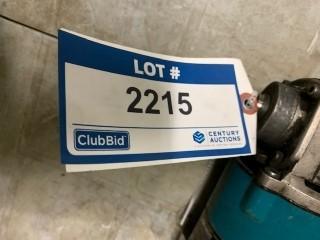 LOT #
2215
ClubBid
CENTURY
AUCTIONS